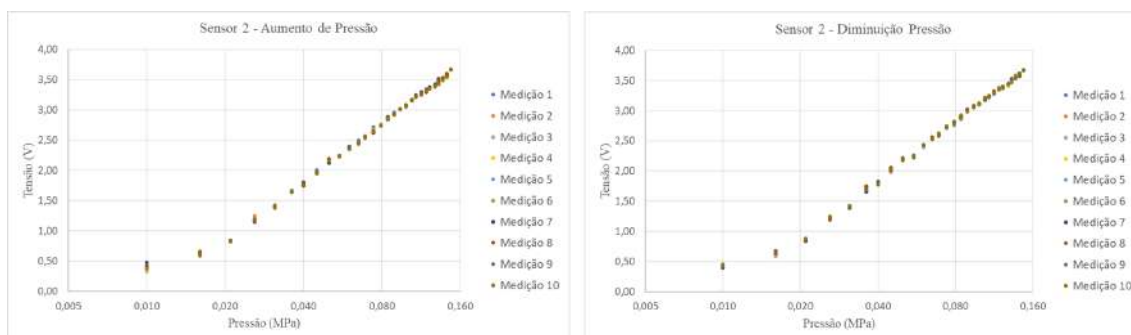 Sensor 2 - Aumento de Pressão
4,00
3,50
3,00
2,50
2,00
1,50
1,00
0,50
0,00
Tensão (V)
0,005 0,010 0,020 0,040 0,080 0,160
Pressão (MPa)
Medição 1
Medição 2
Medição 3
Medição 4
Medição 5
Medição 6
Medição 7
Medição 8
Medição 9
Medição 10
Sensor 2 - Diminuição Pressão
4,00
3,50
3,00
2,50
2,00
1,50
1,00
0,50
0,00
Tensão (V)
0,005 0,010 0,020 0,040 0,080 0,160
Pressão (MPa)
Medição 1
Medição 2
Medição 3
Medição 4
Medição 5
Medição 6
Medição 7
Medição 8
Medição 9
Medição 10